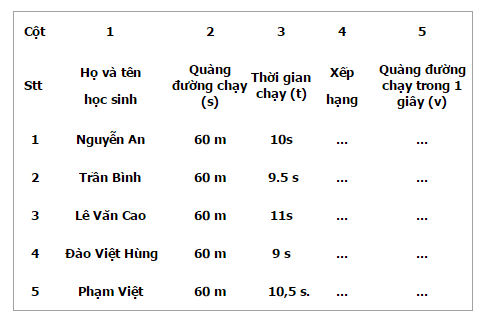 Cột 1 2 3 4 5
Stt Họ và tên học sinh Quàng đường chạy (s) Thời gian chạy (t) Xếp hạng Quàng đường chạy trong 1 giây (v)
1 Nguyễn An 60 m 10s ... ...
2 Trần Bình 60 m 9.5 s ... ...
3 Lê Văn Cao 60 m 11s ... ...
4 Đào Việt Hùng 60 m 9 s ... ...
5 Phạm Việt 60 m 10,5 s. ... ...